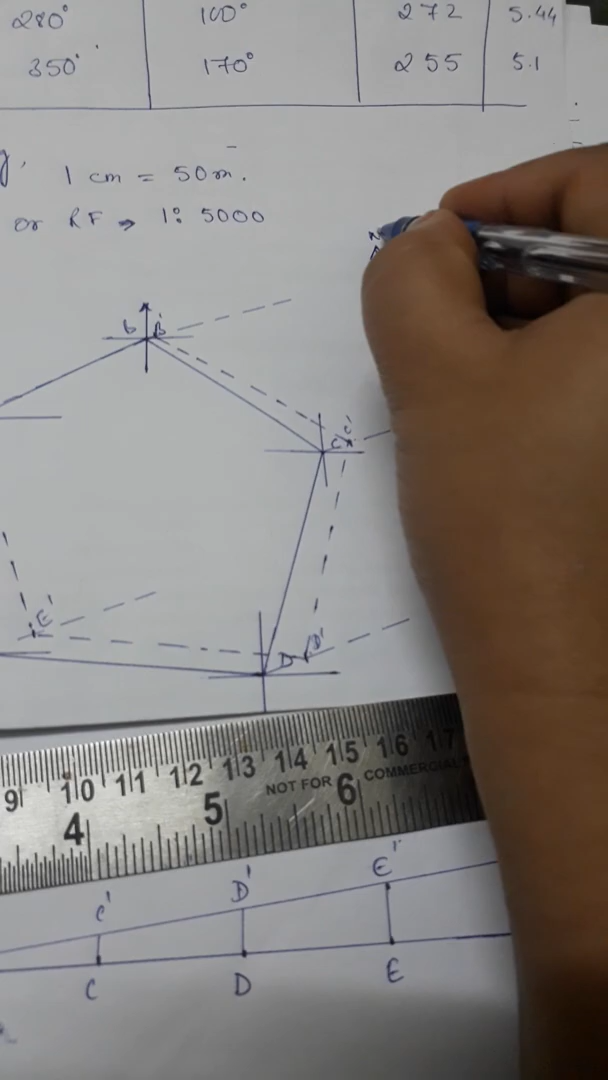 280° 100° 272 5.44
350° 170° 255 5.1
1 cm = 50m.
or RF → 1: 5000
N
b B'
C C'
E'
D D'
9 10 11 12 13 14 15 16 17
NOT FOR COMMERCIAL
4 5 6
C' D' E'
C D E